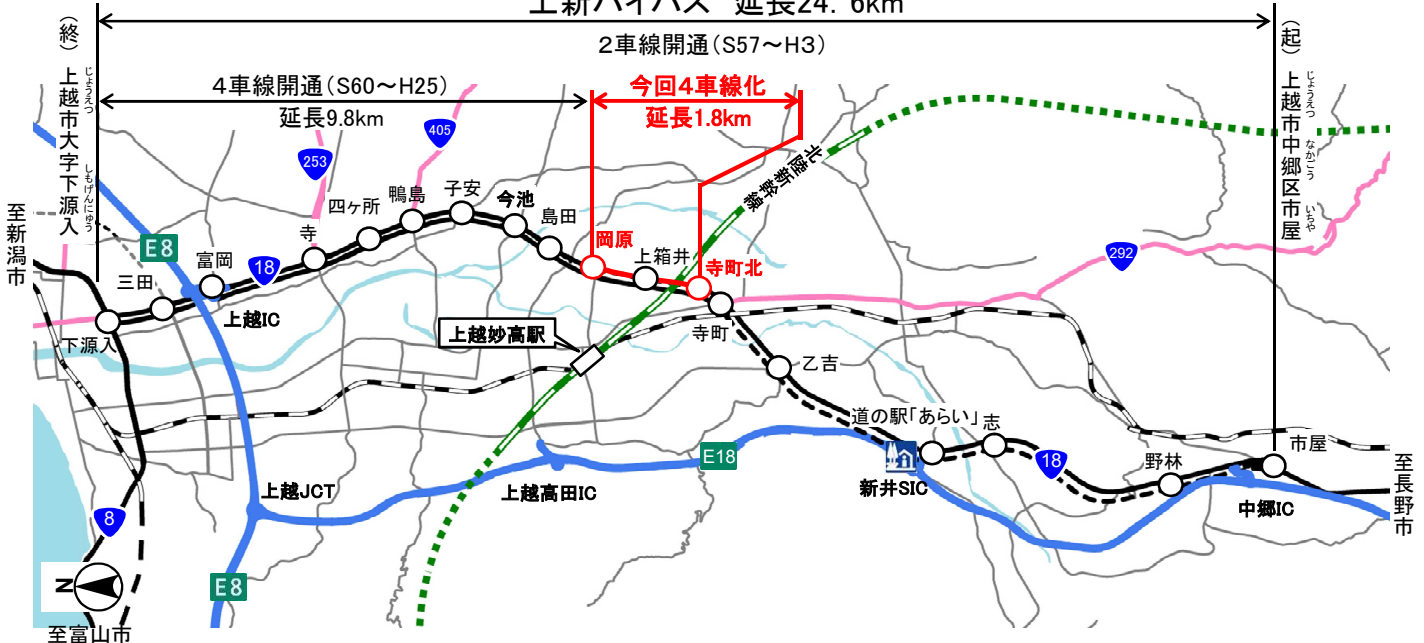 上新バイパス 延長24.6km
2車線開通(S57～H3)
4車線開通(S60～H25)
延長9.8km
今回4車線化
延長1.8km
(終)上越市大字下源入
じょうえつ
しもげんにゅう
(起)上越市中郷区市屋
じょうえつ
なかごう
いちや
至新潟市
405
253
北陸新幹線
E8
18
富岡
三田
下源入
上越IC
寺
四ヶ所
鴨島
子安
今池
島田
岡原
上箱井
寺町北
寺町
乙吉
292
上越妙高駅
道の駅「あらい」
志
18
野林
市屋
中郷IC
新井SIC
E18
上越高田IC
上越JCT
8
E8
至長野市
N
至富山市